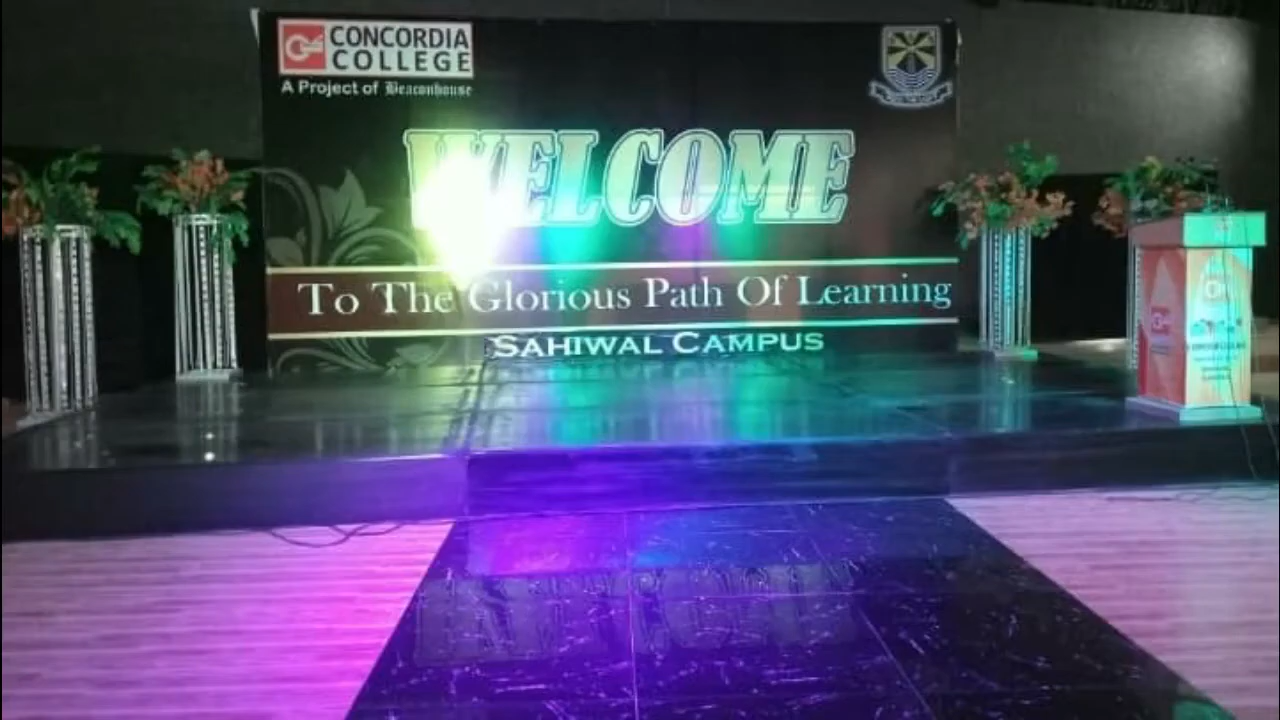 CONCORDIA
COLLEGE
A Project of Beaconhouse
WELCOME
To The Glorious Path Of Learning
SAHIWAL CAMPUS